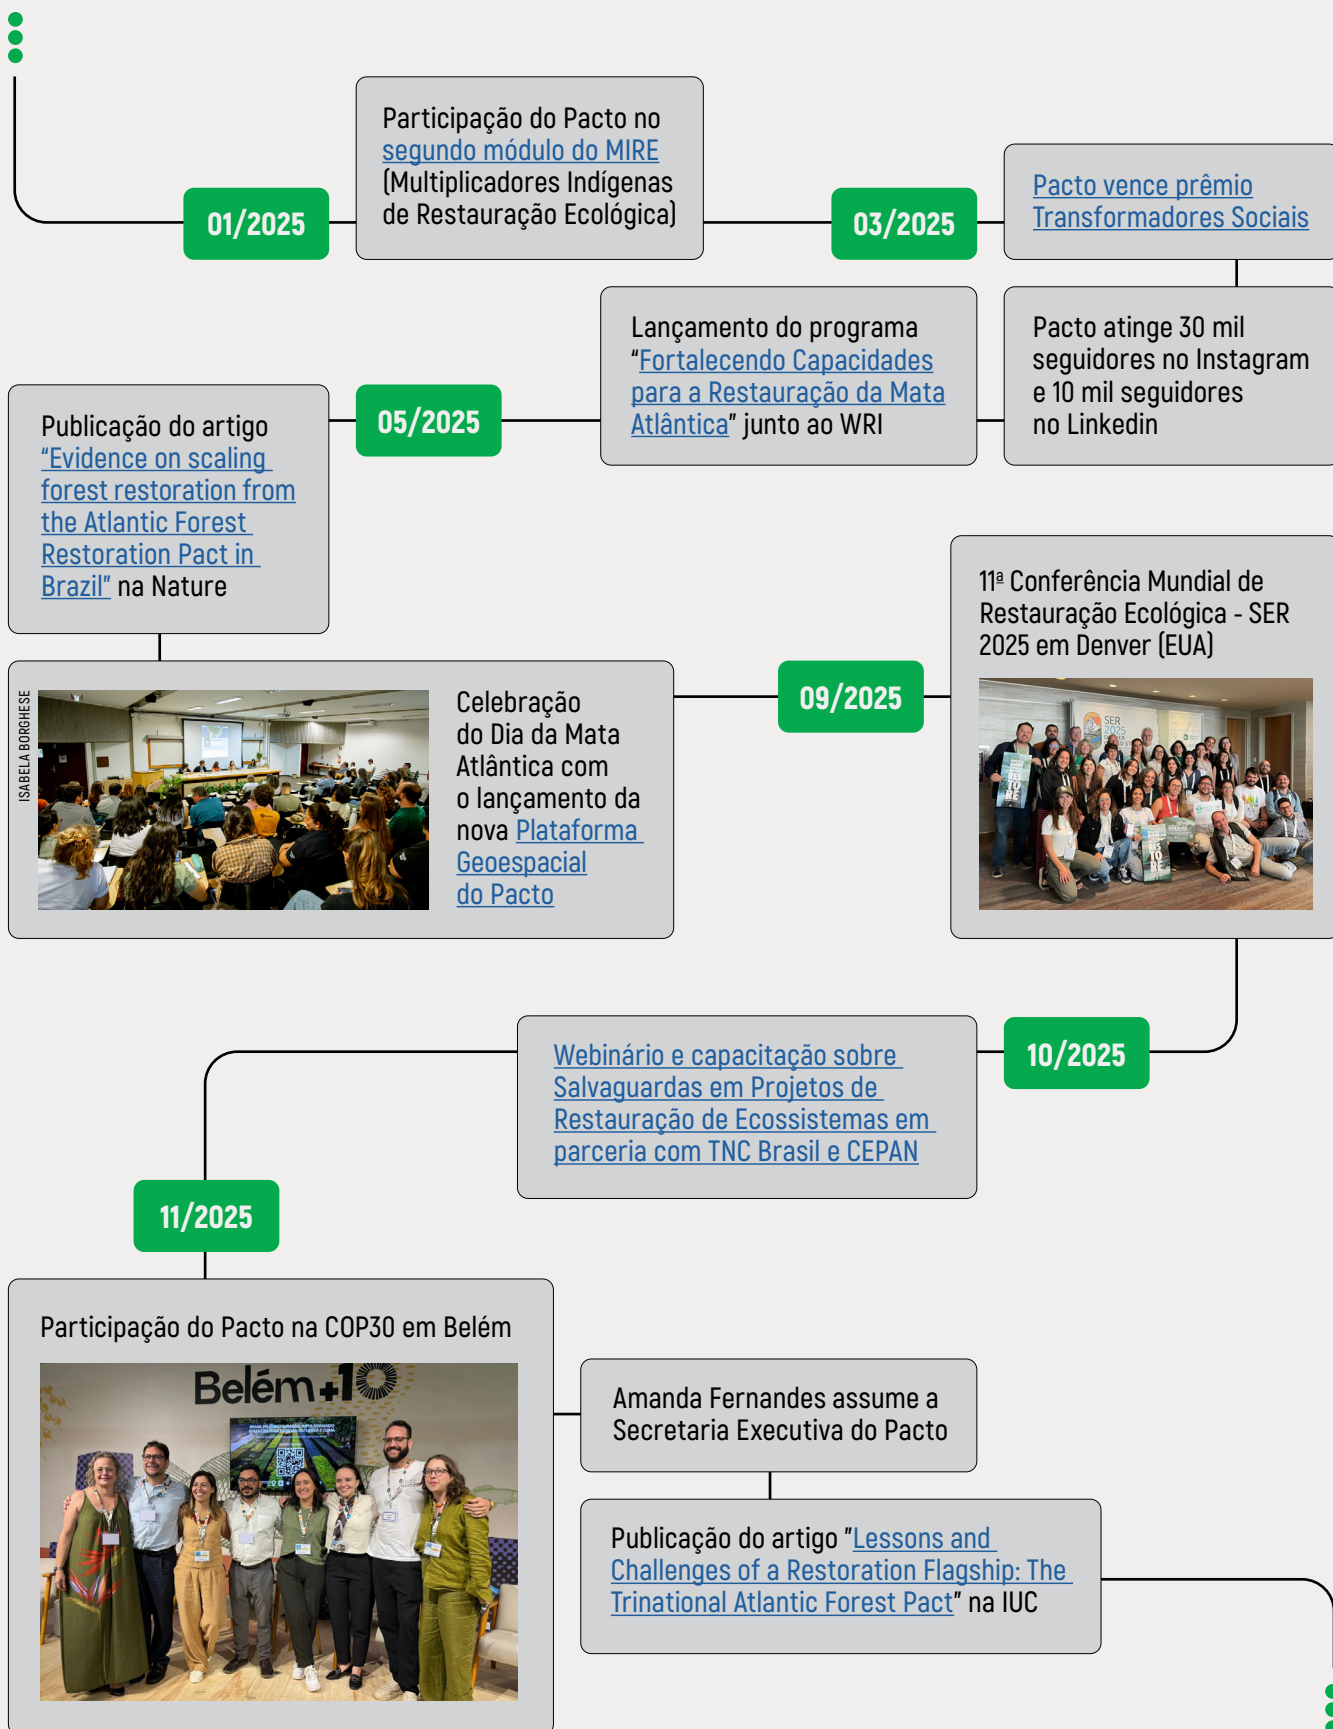 01/2025
Participação do Pacto no
segundo módulo do MIRE
(Multiplicadores Indígenas
de Restauração Ecológica)
03/2025
Pacto vence prêmio
Transformadores Sociais
Pacto atinge 30 mil
seguidores no Instagram
e 10 mil seguidores
no Linkedin
Lançamento do programa
“Fortalecendo Capacidades
para a Restauração da Mata
Atlântica” junto ao WRI
05/2025
Publicação do artigo
“Evidence on scaling
forest restoration from
the Atlantic Forest
Restoration Pact in
Brazil” na Nature
ISABELA BORGHESE
Celebração
do Dia da Mata
Atlântica com
o lançamento da
nova Plataforma
Geoespacial
do Pacto
09/2025
11ª Conferência Mundial de
Restauração Ecológica - SER
2025 em Denver (EUA)
SER
2025
10/2025
Webinário e capacitação sobre
Salvaguardas em Projetos de
Restauração de Ecossistemas em
parceria com TNC Brasil e CEPAN
11/2025
Participação do Pacto na COP30 em Belém
Belém+10
Amanda Fernandes assume a
Secretaria Executiva do Pacto
Publicação do artigo ”Lessons and
Challenges of a Restoration Flagship: The
Trinational Atlantic Forest Pact” na IUC